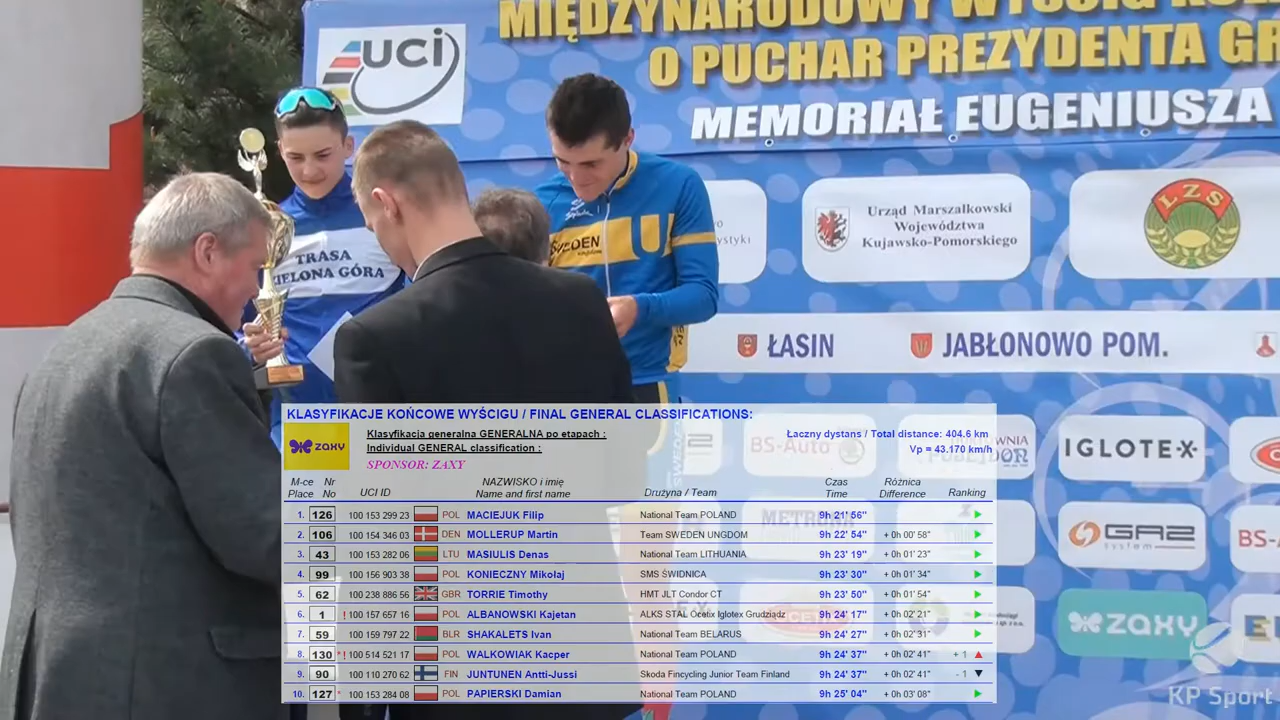 MIĘDZYNARODOWY WYŚCIG
O PUCHAR PREZYDENTA GR
MEMORIAŁ EUGENIUSZA
UCI
TRASA
ZIELONA GÓRA
SWEDEN
U
Urząd Marszałkowski
Województwa
Kujawsko-Pomorskiego
LZS
ŁASIN
JABŁONOWO POM.
BS-Auto
IGLOTEX
METRONA
GAZ
system
BS-
zaxy
KP Sport
KLASYFIKACJE KOŃCOWE WYŚCIGU / FINAL GENERAL CLASSIFICATIONS:
zaxy
Klasyfikacja generalna GENERALNA po etapach :
Individual GENERAL classification :
SPONSOR: ZAXY
Łaczny dystans / Total distance: 404.6 km
Vp = 43.170 km/h
M-ce Nr UCI ID NAZWISKO i imię Drużyna / Team Czas Różnica Ranking
Place No Name and first name Time Difference
1. 126 100 153 299 23 POL MACIEJUK Filip National Team POLAND 9h 21' 56"
2. 106 100 154 346 03 DEN MOLLERUP Martin Team SWEDEN UNGDOM 9h 22' 54" + 0h 00' 58"
3. 43 100 153 282 06 LTU MASIULIS Denas National Team LITHUANIA 9h 23' 19" + 0h 01' 23"
4. 99 100 156 903 38 POL KONIECZNY Mikołaj SMS ŚWIDNICA 9h 23' 30" + 0h 01' 34"
5. 62 100 238 886 56 GBR TORRIE Timothy HMT JLT Condor CT 9h 23' 50" + 0h 01' 54"
6. 1 ! 100 157 657 16 POL ALBANOWSKI Kajetan ALKS STAL Ocetix Iglotex Grudziądz 9h 24' 17" + 0h 02' 21"
7. 59 100 159 797 22 BLR SHAKALETS Ivan National Team BELARUS 9h 24' 27" + 0h 02' 31"
8. 130 * ! 100 514 521 17 POL WALKOWIAK Kacper National Team POLAND 9h 24' 37" + 0h 02' 41" + 1
9. 90 100 110 270 62 FIN JUNTUNEN Antti-Jussi Skoda Fincycling Junior Team Finland 9h 24' 37" + 0h 02' 41" - 1
10. 127 * 100 153 284 08 POL PAPIERSKI Damian National Team POLAND 9h 25' 04" + 0h 03' 08"